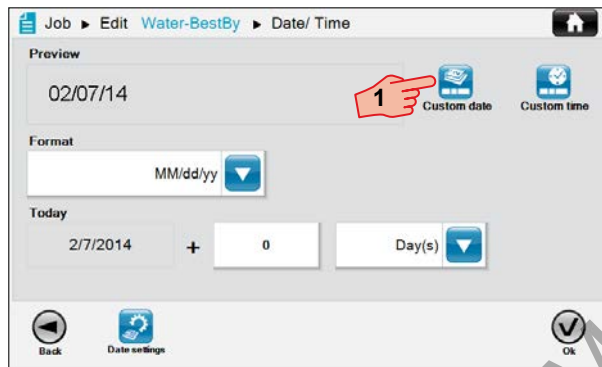 Job ▶ Edit Water-BestBy ▶ Date/ Time
Preview
02/07/14
1
Custom date
Custom time
Format
MM/dd/yy
Today
2/7/2014 + 0 Day(s)
Back
Date settings
Ok